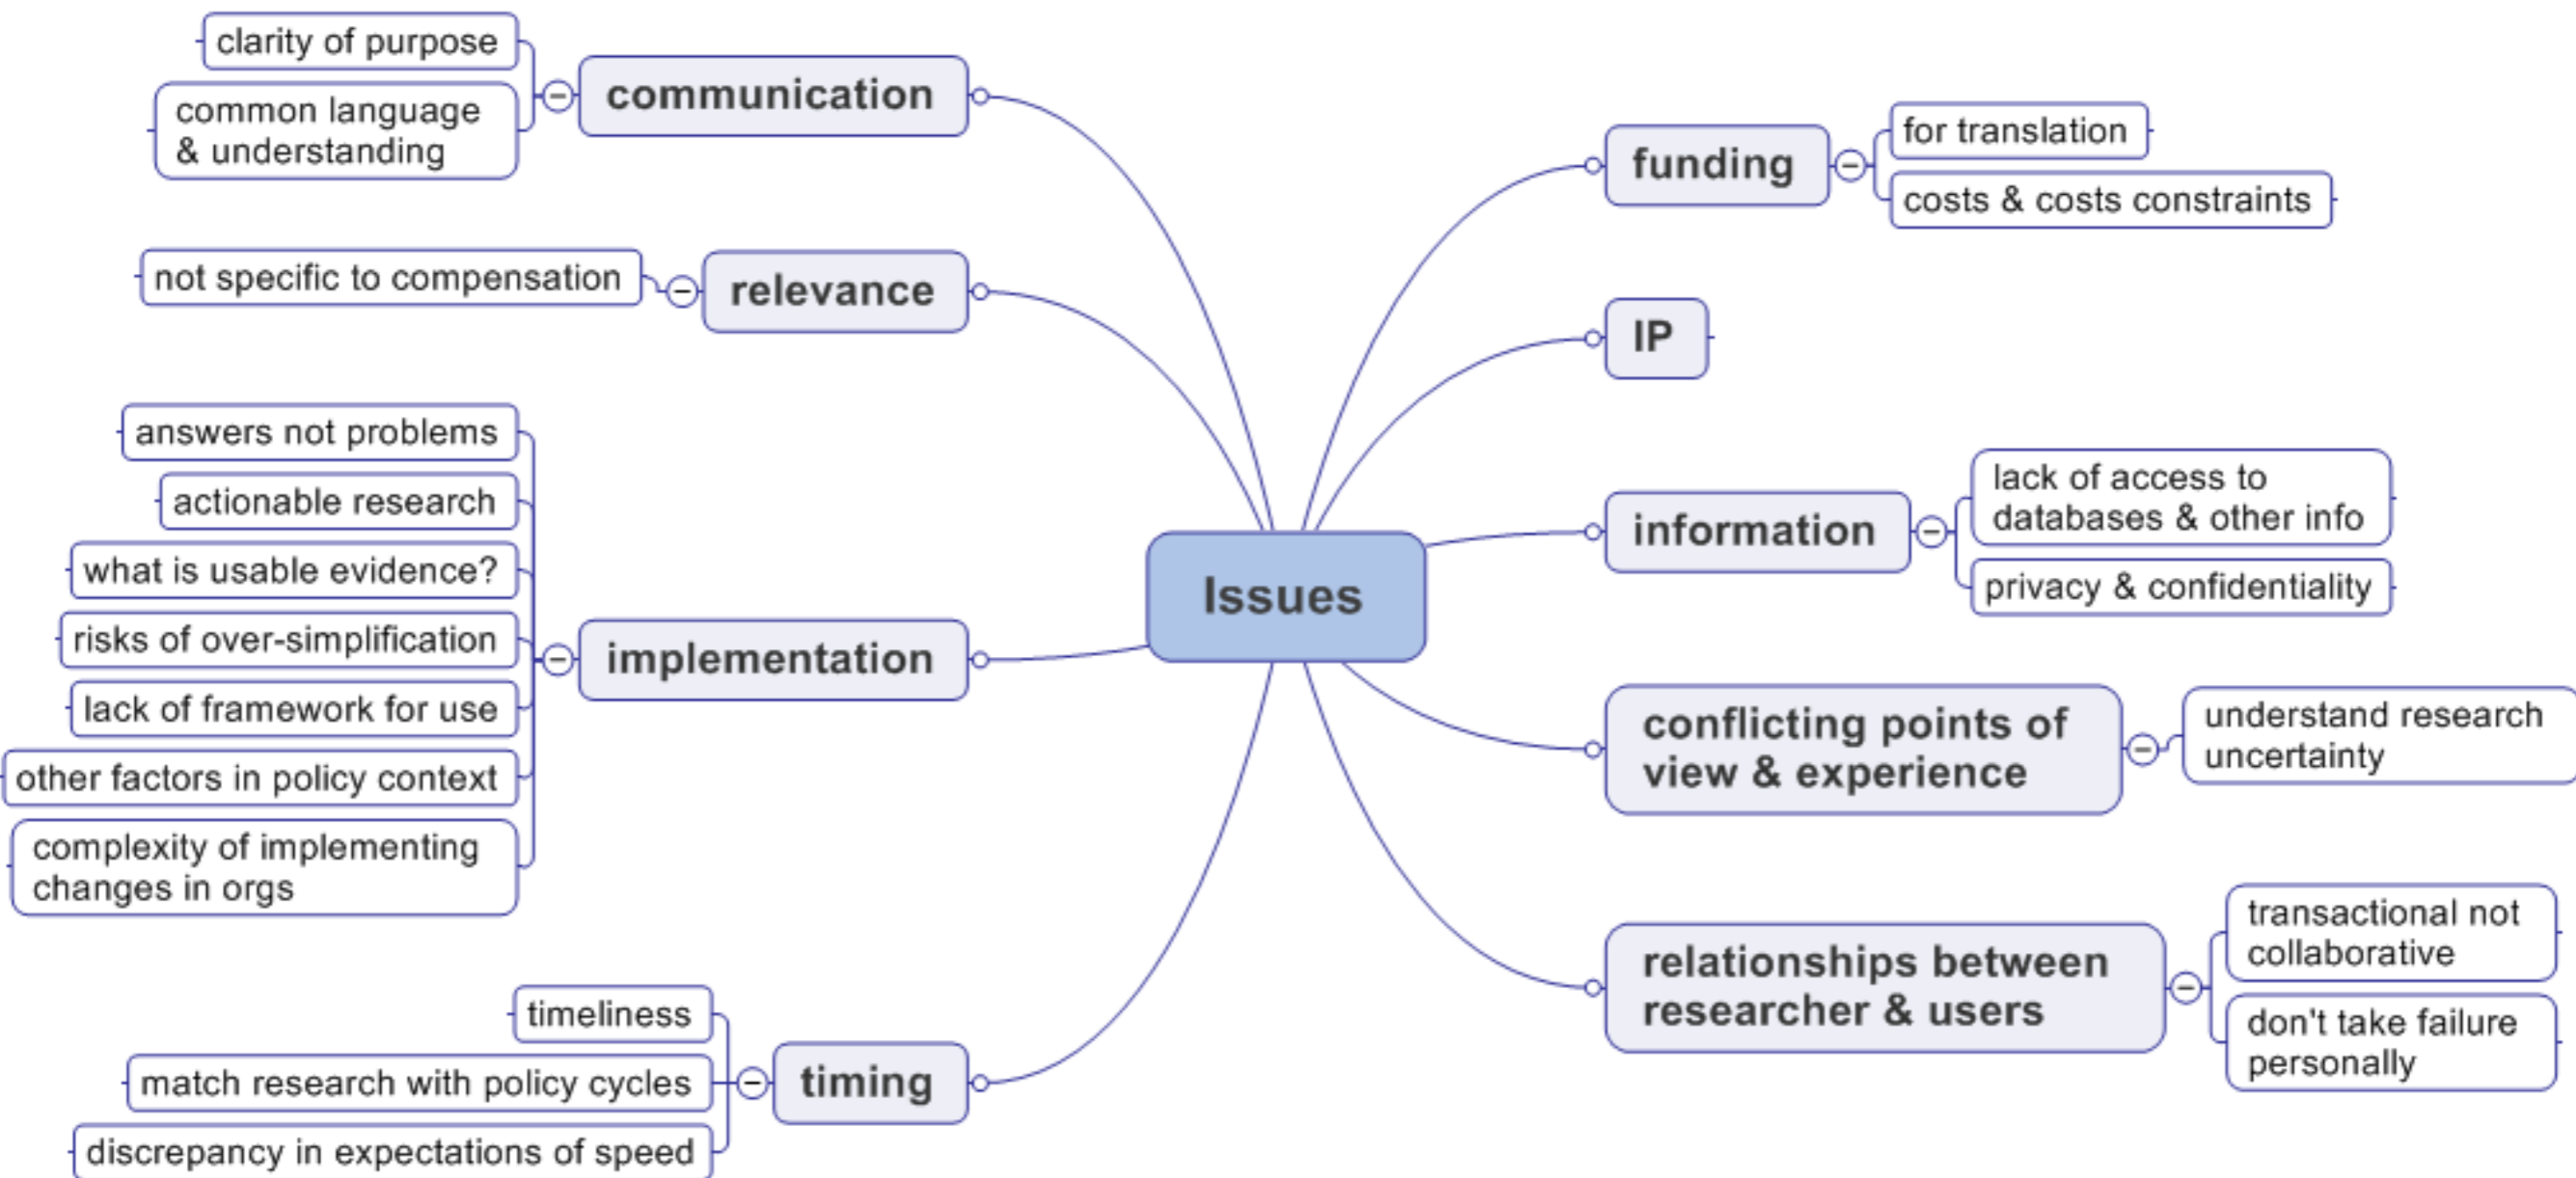 clarity of purpose
common language
& understanding
communication
not specific to compensation
relevance
answers not problems
actionable research
what is usable evidence?
risks of over-simplification
lack of framework for use
other factors in policy context
complexity of implementing
changes in orgs
implementation
timeliness
match research with policy cycles
discrepancy in expectations of speed
timing
Issues
funding
for translation
costs & costs constraints
IP
information
lack of access to
databases & other info
privacy & confidentiality
conflicting points of
view & experience
understand research
uncertainty
relationships between
researcher & users
transactional not
collaborative
don't take failure
personally